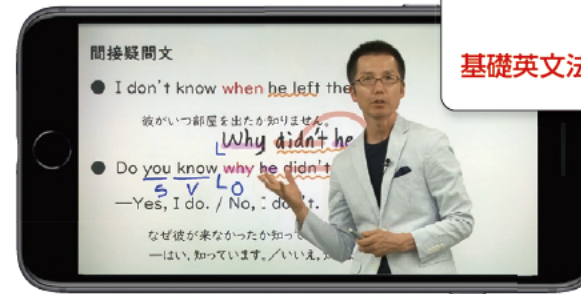 間接疑問文
● I don't know when he left the
彼がいつ部屋を出たか知りません。
Why didn't he
● Do you know why he didn't
S V O
—Yes, I do. / No, I don't.
なぜ彼が来なかったか知って
—はい, 知っています。/いいえ,
基礎英文法